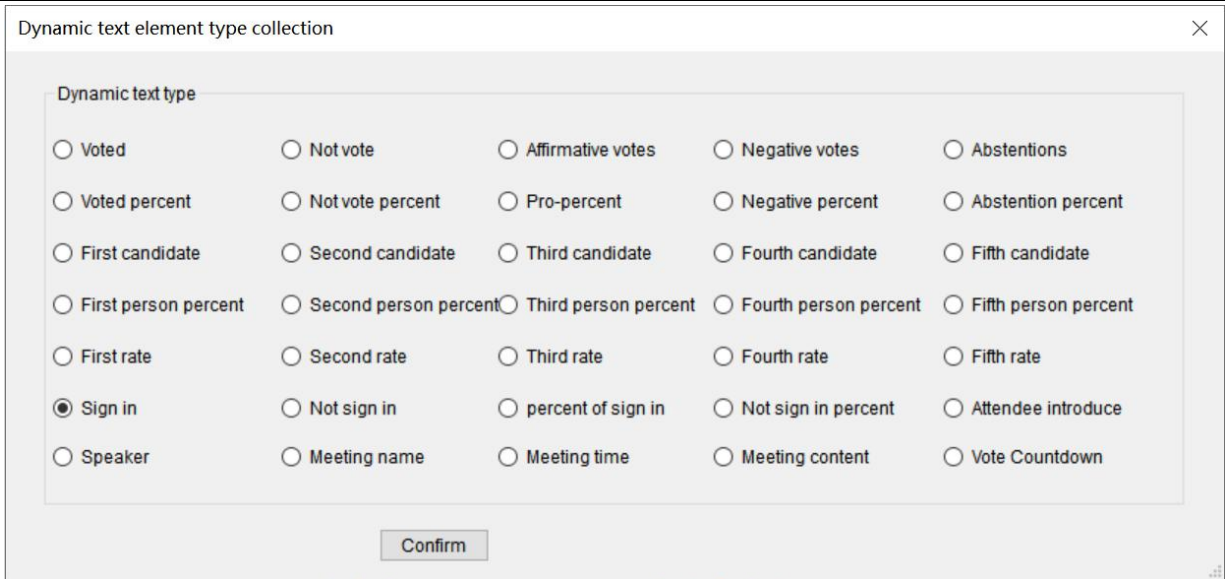 Dynamic text element type collection
Dynamic text type
Voted Not vote Affirmative votes Negative votes Abstentions
Voted percent Not vote percent Pro-percent Negative percent Abstention percent
First candidate Second candidate Third candidate Fourth candidate Fifth candidate
First person percent Second person percent Third person percent Fourth person percent Fifth person percent
First rate Second rate Third rate Fourth rate Fifth rate
Sign in Not sign in percent of sign in Not sign in percent Attendee introduce
Speaker Meeting name Meeting time Meeting content Vote Countdown
Confirm